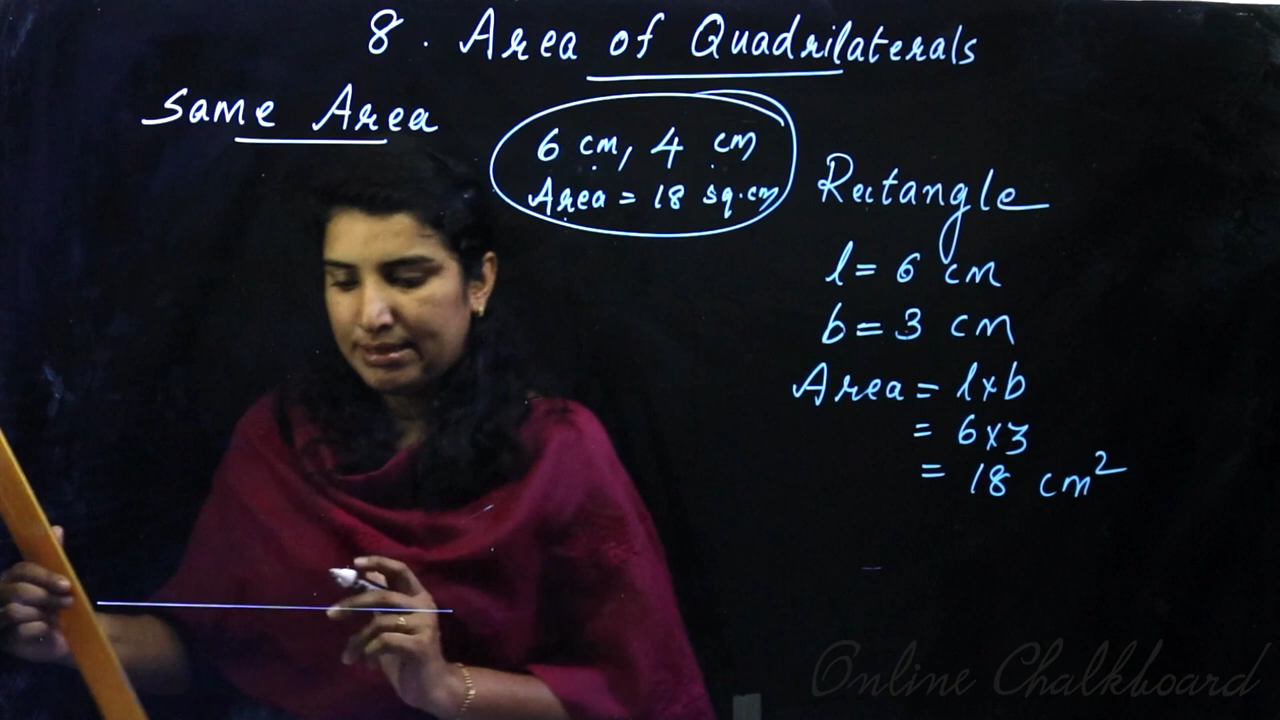 8. Area of Quadrilaterals
Same Area
6 cm, 4 cm
Area = 18 sq.cm
Rectangle
l = 6 cm
b = 3 cm
Area = l×b
= 6×3
= 18 cm²
Online Chalkboard